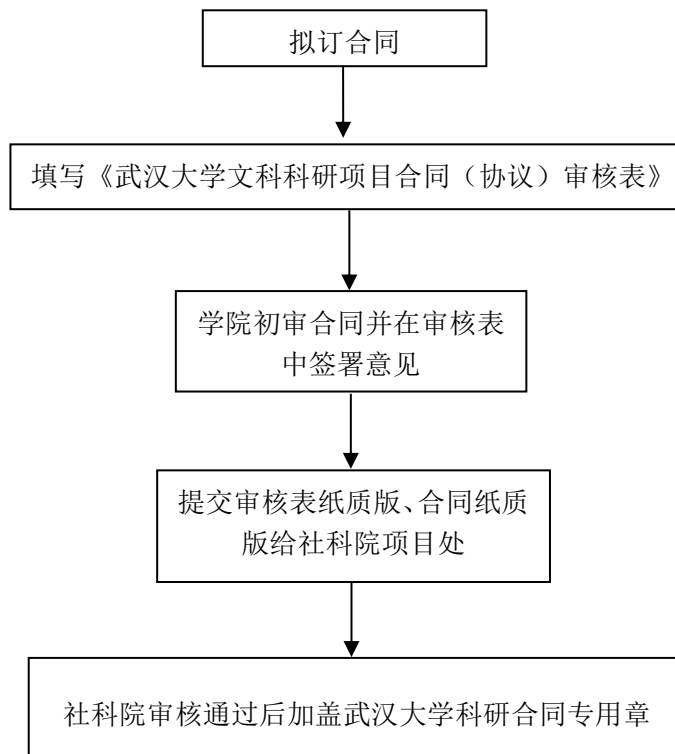 拟订合同
填写《武汉大学文科科研项目合同（协议）审核表》
学院初审合同并在审核表
中签署意见
提交审核表纸质版、合同纸质
版给社科院项目处
社科院审核通过后加盖武汉大学科研合同专用章